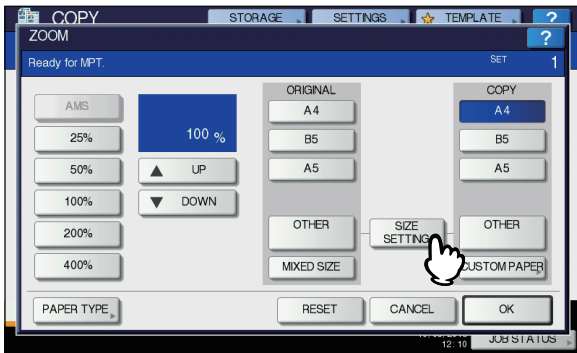 COPY STORAGE SETTINGS TEMPLATE ?
ZOOM ?
Ready for MPT. SET 1
ORIGINAL COPY
AMS 100 % A4 A4
25% B5 B5
50% UP A5 A5
100% DOWN
200% OTHER SIZE SETTING OTHER
400% MIXED SIZE CUSTOM PAPER
PAPER TYPE RESET CANCEL OK
12:10 JOB STATUS